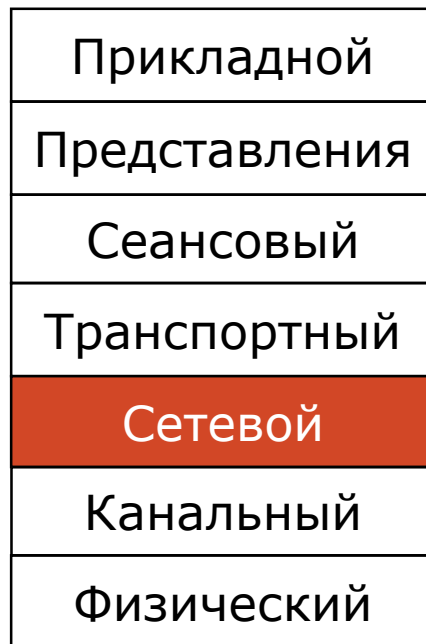 Прикладной
Представления
Сеансовый
Транспортный
Сетевой
Канальный
Физический